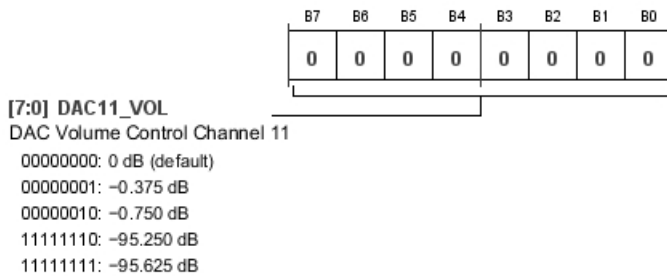 B7 B6 B5 B4 B3 B2 B1 B0
0 0 0 0 0 0 0 0
[7:0] DAC11_VOL
DAC Volume Control Channel 11
00000000: 0 dB (default)
00000001: −0.375 dB
00000010: −0.750 dB
11111110: −95.250 dB
11111111: −95.625 dB